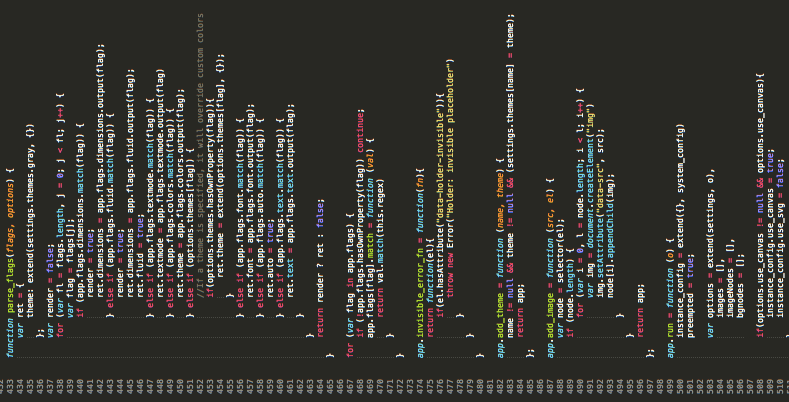 432
433 function parse_flags(flags, options) {
434 var ret = {
435 theme: extend(settings.themes.gray, {})
436 };
437 var render = false;
438 for (var fl = flags.length, j = 0; j < fl; j++) {
439 var flag = flags[j];
440 if (app.flags.dimensions.match(flag)) {
441 render = true;
442 ret.dimensions = app.flags.dimensions.output(flag);
443 } else if (app.flags.fluid.match(flag)) {
444 render = true;
445 ret.dimensions = app.flags.fluid.output(flag);
446 ret.fluid = true;
447 } else if (app.flags.textmode.match(flag)) {
448 ret.textmode = app.flags.textmode.output(flag)
449 } else if (app.flags.colors.match(flag)) {
450 ret.theme = app.flags.colors.output(flag);
451 } else if (options.themes[flag]) {
452 //If a theme is specified, it will override custom colors
453 if(options.themes.hasOwnProperty(flag)){
454 ret.theme = extend(options.themes[flag], {});
455 }
456 } else if (app.flags.font.match(flag)) {
457 ret.font = app.flags.font.output(flag);
458 } else if (app.flags.auto.match(flag)) {
459 ret.auto = true;
460 } else if (app.flags.text.match(flag)) {
461 ret.text = app.flags.text.output(flag);
462 }
463 }
464 return render ? ret : false;
465 }
466
467 for (var flag in app.flags) {
468 if (!app.flags.hasOwnProperty(flag)) continue;
469 app.flags[flag].match = function (val) {
470 return val.match(this.regex)
471 }
472 }
473
474 app.invisible_error_fn = function(fn){
475 return function(el){
476 if(el.hasAttribute("data-holder-invisible")){
477 throw new Error("Holder: invisible placeholder")
478 }
479 }
480 }
481
482 app.add_theme = function (name, theme) {
483 name != null && theme != null && (settings.themes[name] = theme);
484 return app;
485 };
486
487 app.add_image = function (src, el) {
488 var node = selector(el);
489 if (node.length) {
490 for (var i = 0, l = node.length; i < l; i++) {
491 var img = document.createElement("img")
492 img.setAttribute("data-src", src);
493 node[i].appendChild(img);
494 }
495 }
496 return app;
497 };
498
499 app.run = function (o) {
500 instance_config = extend({}, system_config)
501 preempted = true;
502
503 var options = extend(settings, o),
504 images = [],
505 imageNodes = [],
506 bgnodes = [];
507
508 if(options.use_canvas != null && options.use_canvas){
509 instance_config.use_canvas = true;
510 instance_config.use_svg = false;